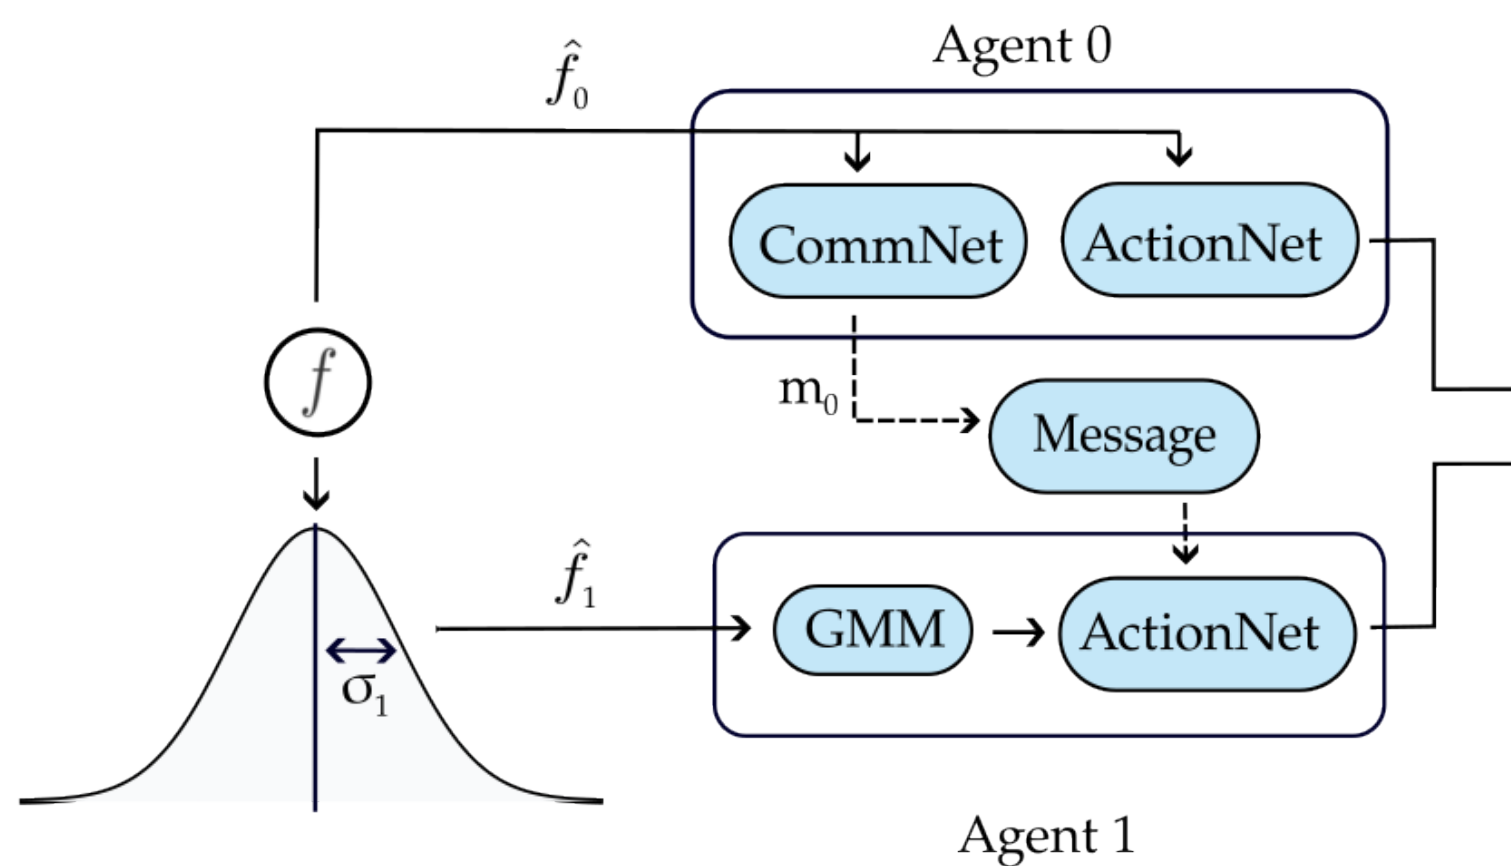 Agent 0
f̂₀
CommNet
ActionNet
f
m₀
Message
f̂₁
GMM
ActionNet
σ₁
Agent 1